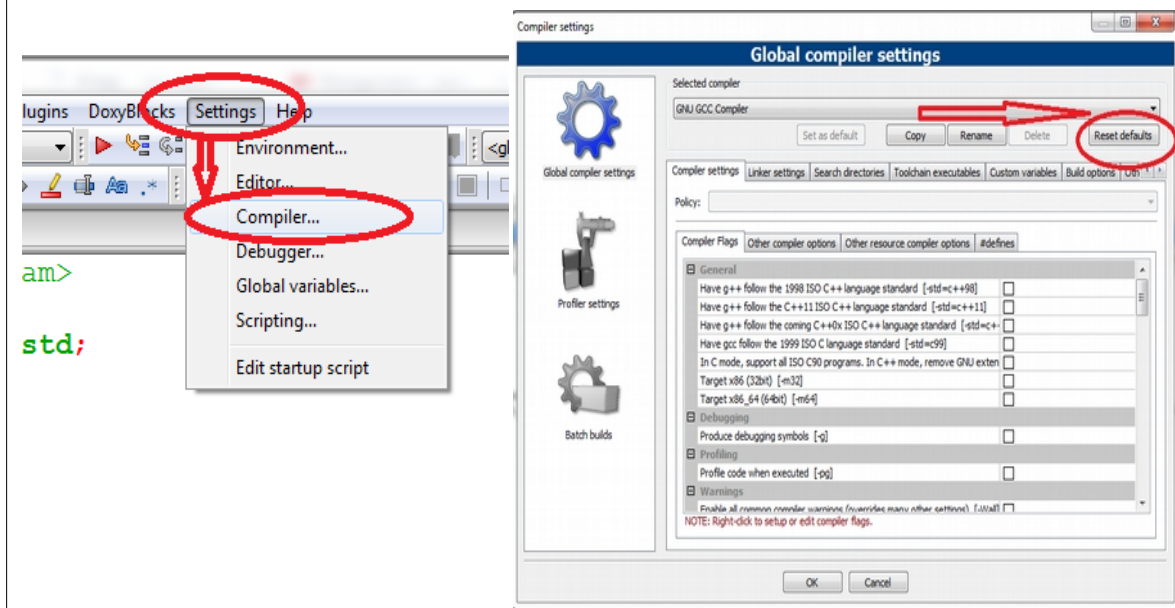 lugins DoxyBlocks Settings Help
Environment...
Editor...
Compiler...
Debugger...
Global variables...
Scripting...
Edit startup script
am>
std;
Compiler settings
Global compiler settings
Selected compiler
GNU GCC Compiler
Set as default Copy Rename Delete Reset defaults
Global compiler settings
Profiler settings
Batch builds
Compiler settings Linker settings Search directories Toolchain executables Custom variables Build options Oth
Policy:
Compiler Flags Other compiler options Other resource compiler options #defines
General
Have g++ follow the 1998 ISO C++ language standard [-std=c++98]
Have g++ follow the C++11 ISO C++ language standard [-std=c++11]
Have g++ follow the coming C++0x ISO C++ language standard [-std=c++-
Have gcc follow the 1999 ISO C language standard [-std=c99]
In C mode, support all ISO C90 programs. In C++ mode, remove GNU exten
Target x86 (32bit) [-m32]
Target x86_64 (64bit) [-m64]
Debugging
Produce debugging symbols [-g]
Profiling
Profile code when executed [-pg]
Warnings
Enable all common compiler warnings (overrides many other settings) [-Wall]
NOTE: Right-click to setup or edit compiler flags.
OK Cancel